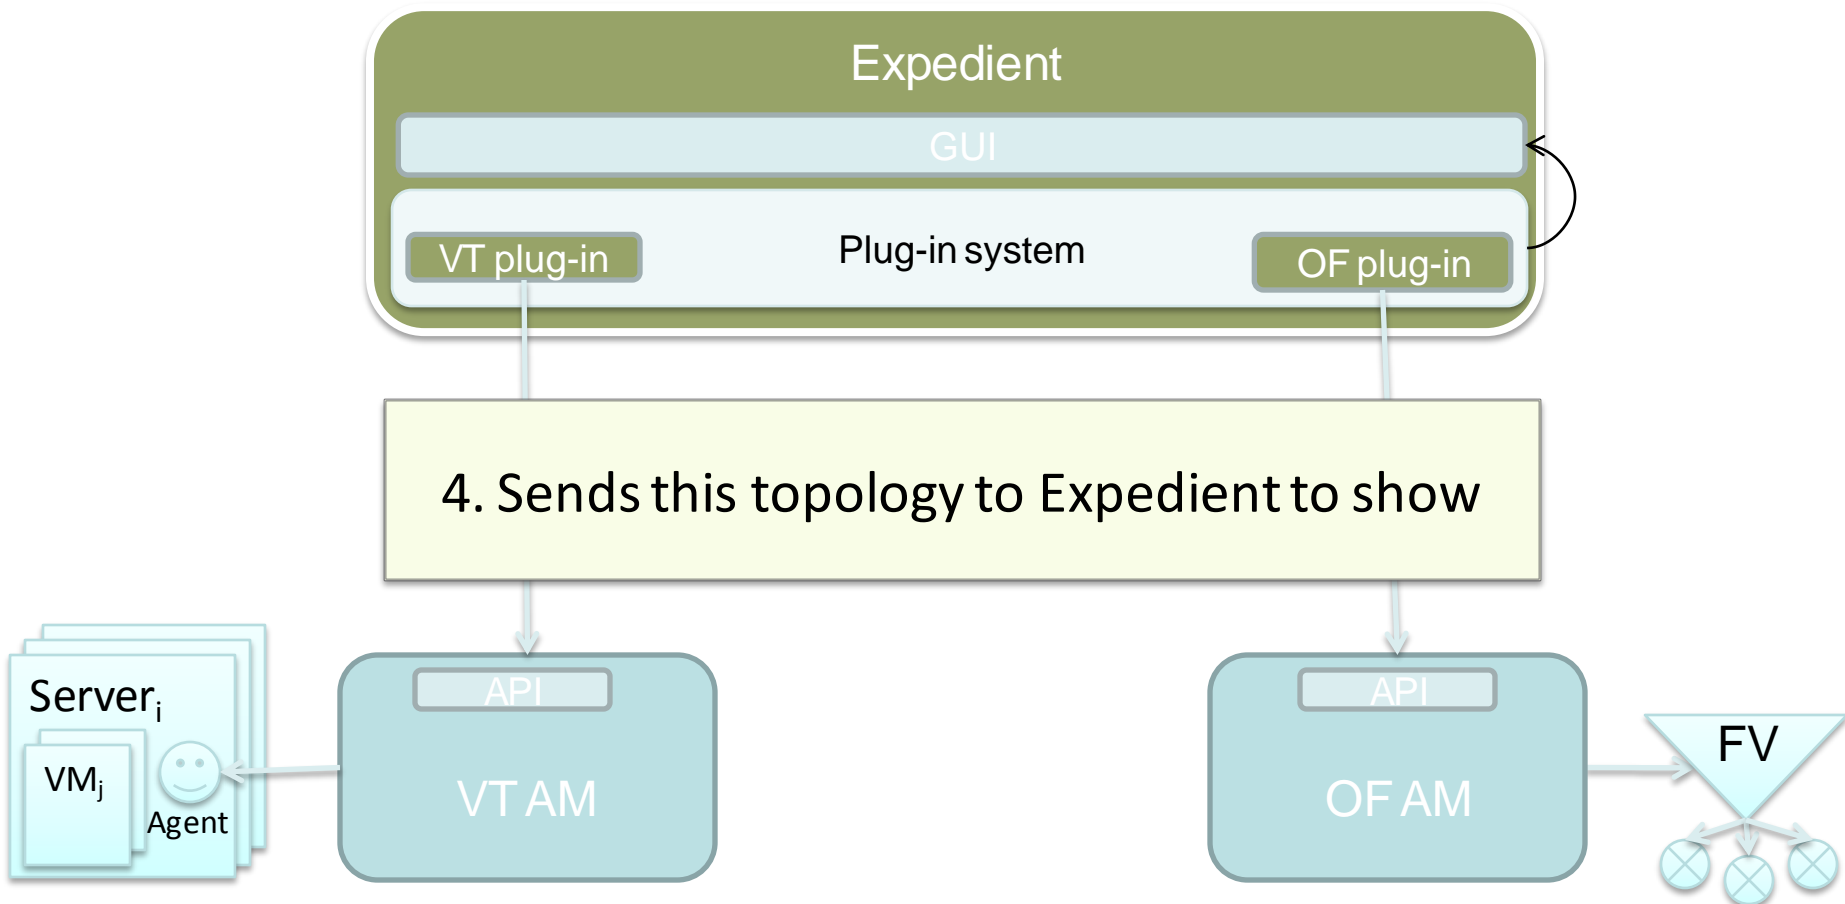 Expedient
GUI
VT plug-in
Plug-in system
OF plug-in
4. Sends this topology to Expedient to show
Serverᵢ
VMⱼ
Agent
API
VT AM
API
OF AM
FV